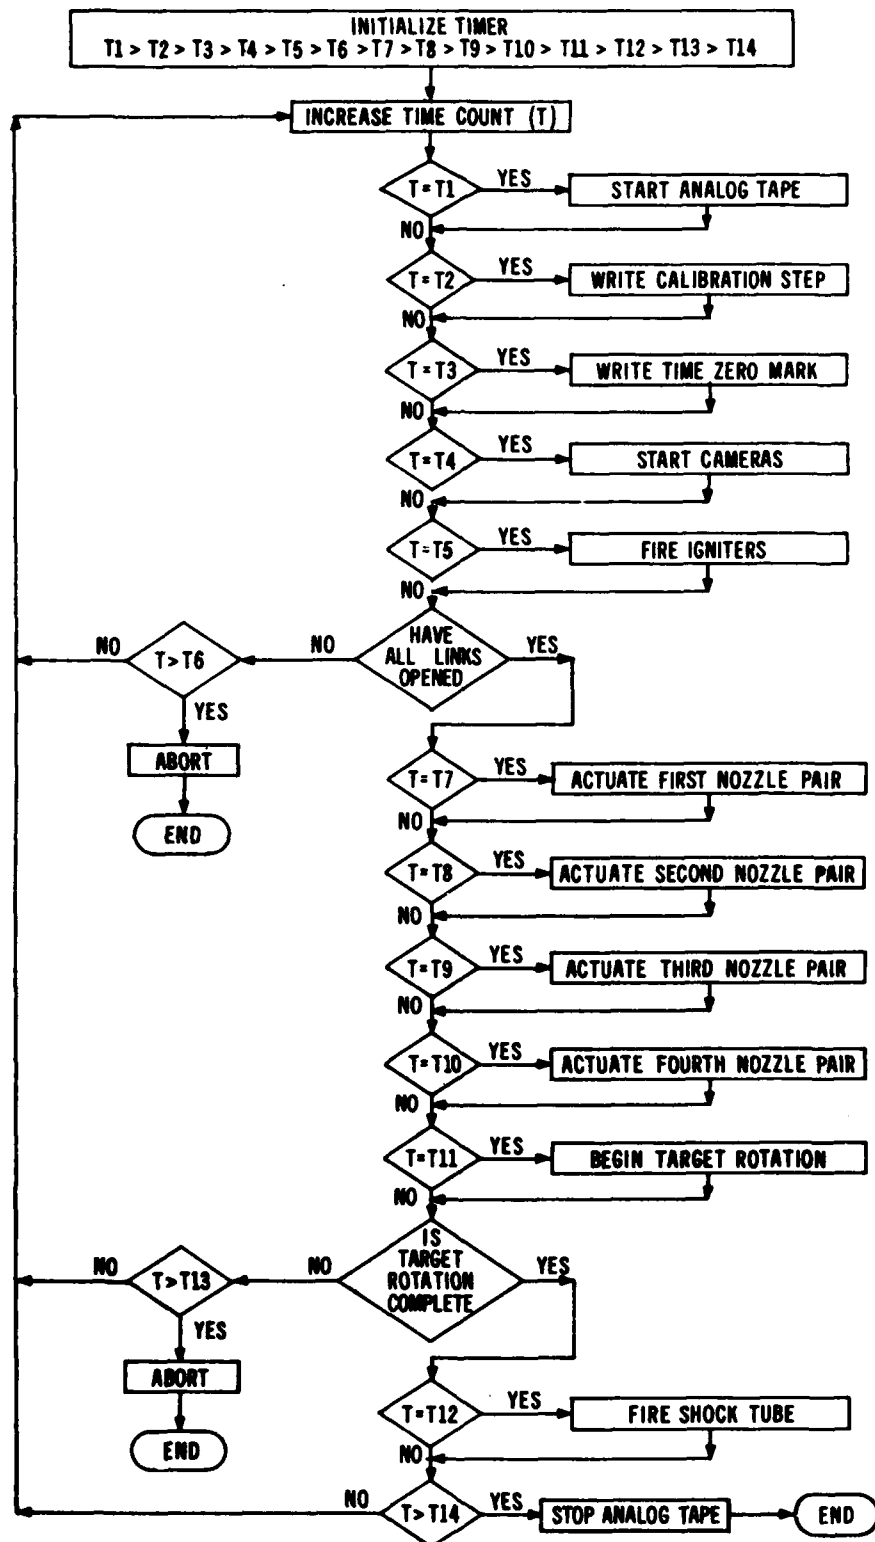 INITIALIZE TIMER
T1 > T2 > T3 > T4 > T5 > T6 > T7 > T8 > T9 > T10 > T11 > T12 > T13 > T14
INCREASE TIME COUNT (T)
T=T1
YES
START ANALOG TAPE
NO
T=T2
YES
WRITE CALIBRATION STEP
NO
T=T3
YES
WRITE TIME ZERO MARK
NO
T=T4
YES
START CAMERAS
NO
T=T5
YES
FIRE IGNITERS
NO
HAVE
ALL LINKS
OPENED
NO
YES
T>T6
NO
YES
ABORT
END
T=T7
YES
ACTUATE FIRST NOZZLE PAIR
NO
T=T8
YES
ACTUATE SECOND NOZZLE PAIR
NO
T=T9
YES
ACTUATE THIRD NOZZLE PAIR
NO
T=T10
YES
ACTUATE FOURTH NOZZLE PAIR
NO
T=T11
YES
BEGIN TARGET ROTATION
NO
IS
TARGET
ROTATION
COMPLETE
NO
YES
T>T13
NO
YES
ABORT
END
T=T12
YES
FIRE SHOCK TUBE
NO
T>T14
NO
YES
STOP ANALOG TAPE
END